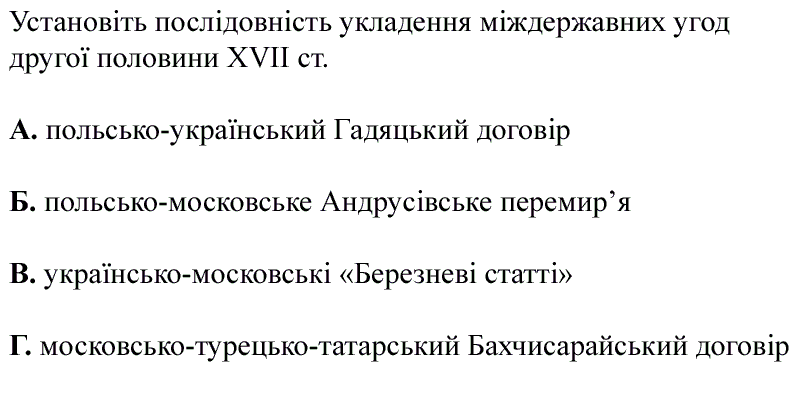 Установіть послідовність укладення міждержавних угод
другої половини XVII ст.
А. польсько-український Гадяцький договір
Б. польсько-московське Андрусівське перемир’я
В. українсько-московські «Березневі статті»
Г. московсько-турецько-татарський Бахчисарайський договір